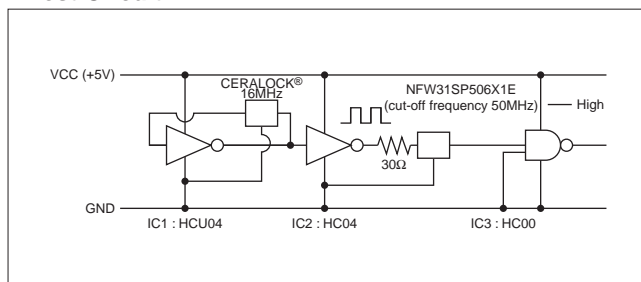 VCC (+5V)
CERALOCK®
16MHz
NFW31SP506X1E
(cut-off frequency 50MHz)
High
30Ω
GND
IC1 : HCU04
IC2 : HC04
IC3 : HC00